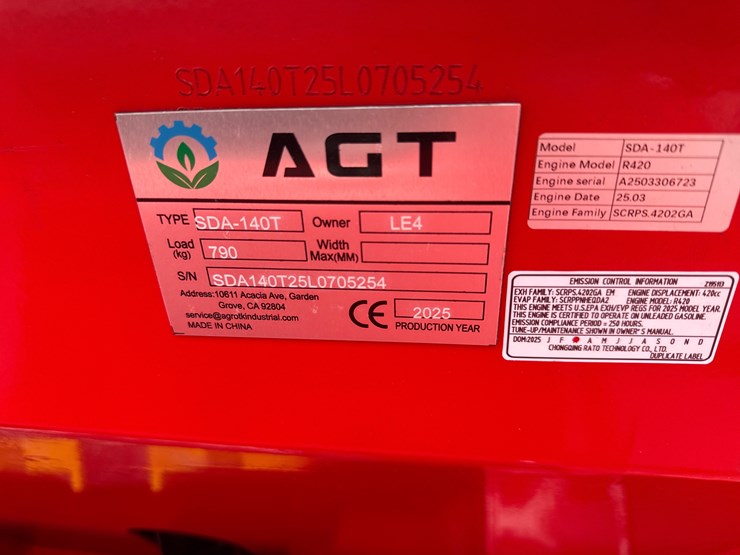 SDA140T25L0705254
AGT
TYPE SDA-140T Owner LE4
Load (kg) 790 Width Max(MM)
S/N SDA140T25L0705254
Address:10611 Acacia Ave, Garden
Grove, CA 92804
service@agrotkindustrial.com
MADE IN CHINA
CE 2025
PRODUCTION YEAR
Model SDA-140T
Engine Model R420
Engine serial A2503306723
Engine Date 25.03
Engine Family SCRPS.4202GA
EMISSION CONTROL INFORMATION
EXH FAMILY: SCRPS.4202GA EM ENGINE DISPLACEMENT: 420cc
EVAP FAMILY: SCRPPNHEQDA2 ENGINE MODEL: R420
THIS ENGINE MEETS U.S.EPA EXH/EVP REGS FOR 2025 MODEL YEAR.
THIS ENGINE IS CERTIFIED TO OPERATE ON UNLEADED GASOLINE.
EMISSION COMPLIANCE PERIOD = 250 HOURS.
TUNE-UP/MAINTENANCE SHOWN IN OWNER'S MANUAL.
DOM:2025 J F A M J J A S O N D
CHONGQING RATO TECHNOLOGY CO., LTD.
DUPLICATE LABEL